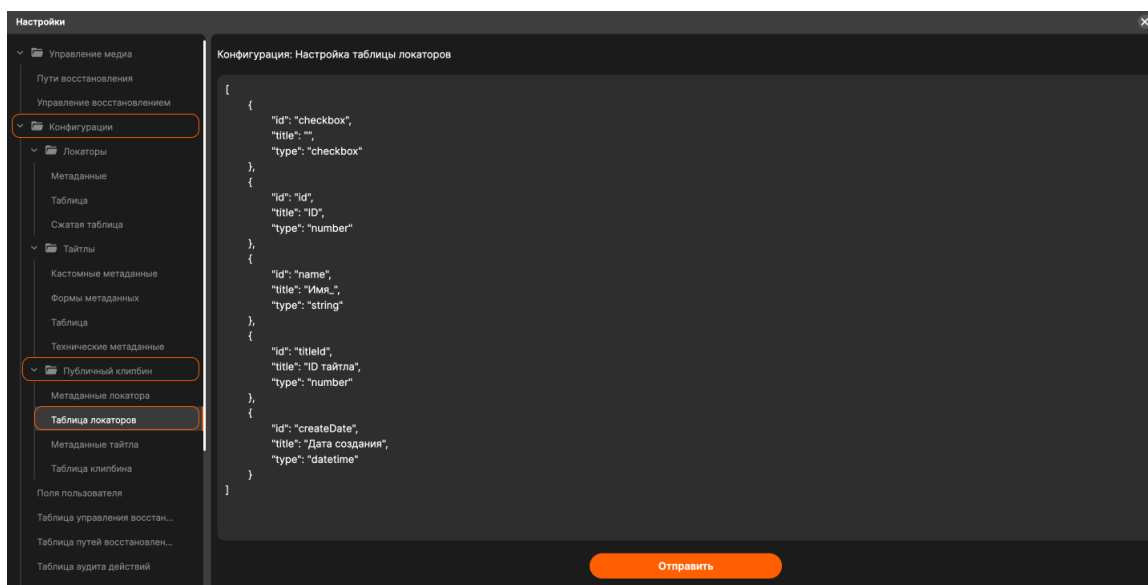 Настройки
Управление медиа
Пути восстановления
Управление восстановлением
Конфигурации
Локаторы
Метаданные
Таблица
Сжатая таблица
Тайтлы
Кастомные метаданные
Формы метаданных
Таблица
Технические метаданные
Публичный клипбин
Метаданные локатора
Таблица локаторов
Метаданные тайтла
Таблица клипбина
Поля пользователя
Таблица управления восстан...
Таблица путей восстановлен...
Таблица аудита действий
Конфигурация: Настройка таблицы локаторов
[
{
"id": "checkbox",
"title": "",
"type": "checkbox"
},
{
"id": "id",
"title": "ID",
"type": "number"
},
{
"id": "name",
"title": "Имя_",
"type": "string"
},
{
"id": "titleId",
"title": "ID тайтла",
"type": "number"
},
{
"id": "createDate",
"title": "Дата создания",
"type": "datetime"
}
]
Отправить